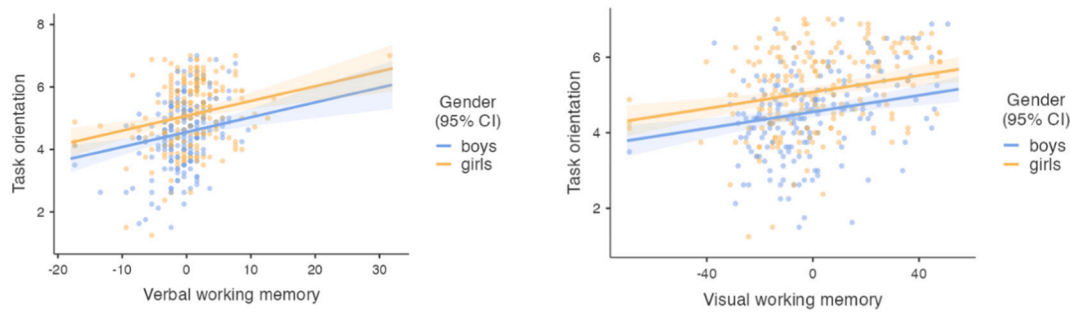 8
6
4
2
Task orientation
-20 -10 0 10 20 30
Verbal working memory
Gender
(95% CI)
boys
girls
6
4
2
Task orientation
-40 0 40
Visual working memory
Gender
(95% CI)
boys
girls